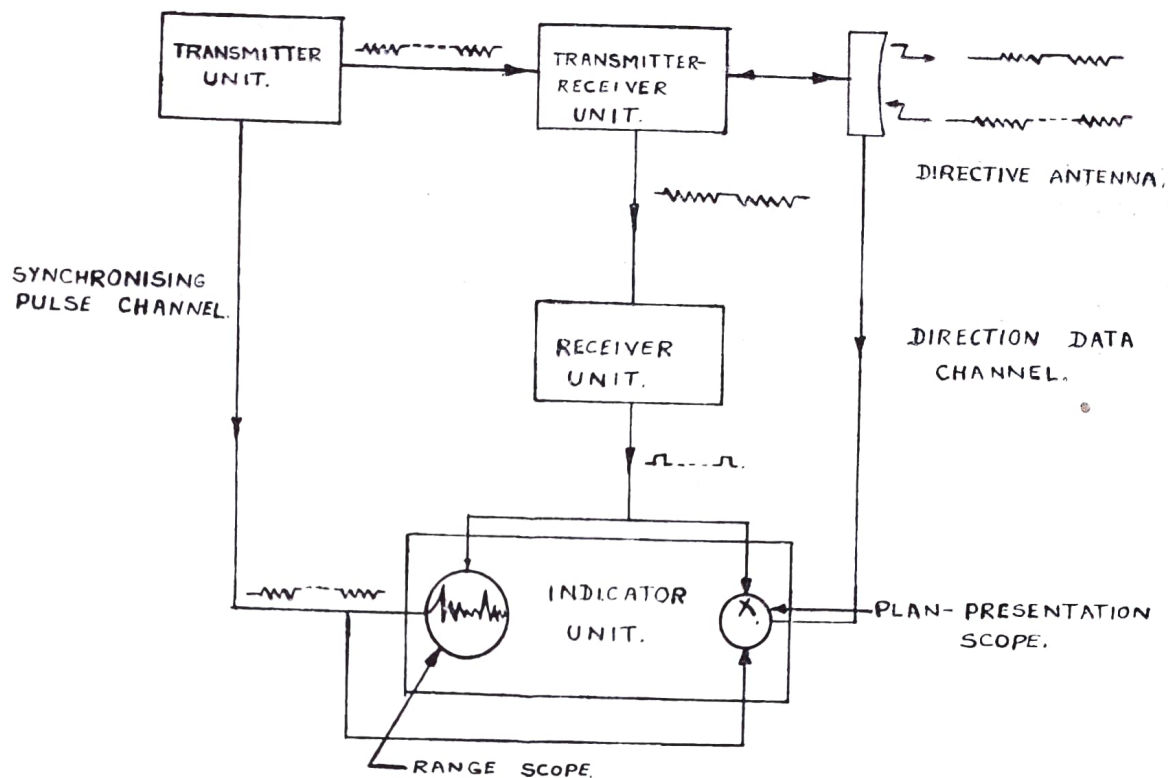 TRANSMITTER
UNIT.
TRANSMITTER-
RECEIVER
UNIT.
DIRECTIVE ANTENNA.
SYNCHRONISING
PULSE CHANNEL.
RECEIVER
UNIT.
DIRECTION DATA
CHANNEL.
INDICATOR
UNIT.
PLAN-PRESENTATION
SCOPE.
RANGE SCOPE.